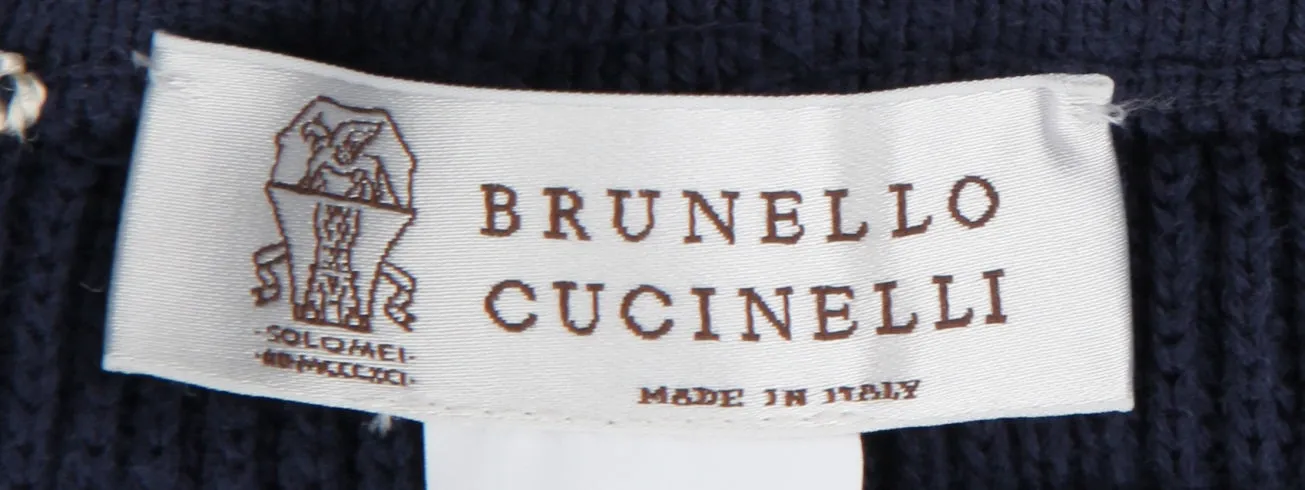 BRUNELLO
CUCINELLI
·SOLOMEI·
MADE IN ITALY